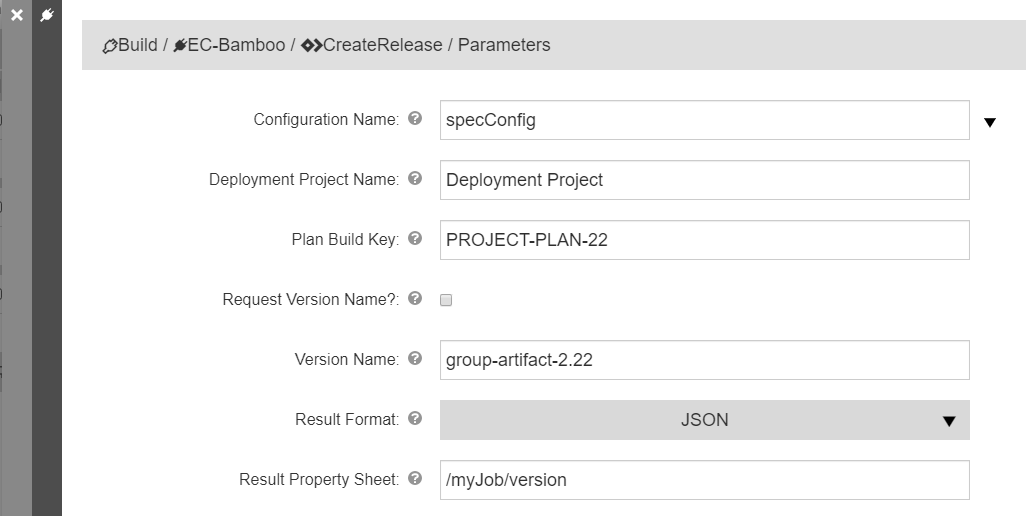 Build / EC-Bamboo / CreateRelease / Parameters
Configuration Name: specConfig
Deployment Project Name: Deployment Project
Plan Build Key: PROJECT-PLAN-22
Request Version Name?:
Version Name: group-artifact-2.22
Result Format: JSON
Result Property Sheet: /myJob/version